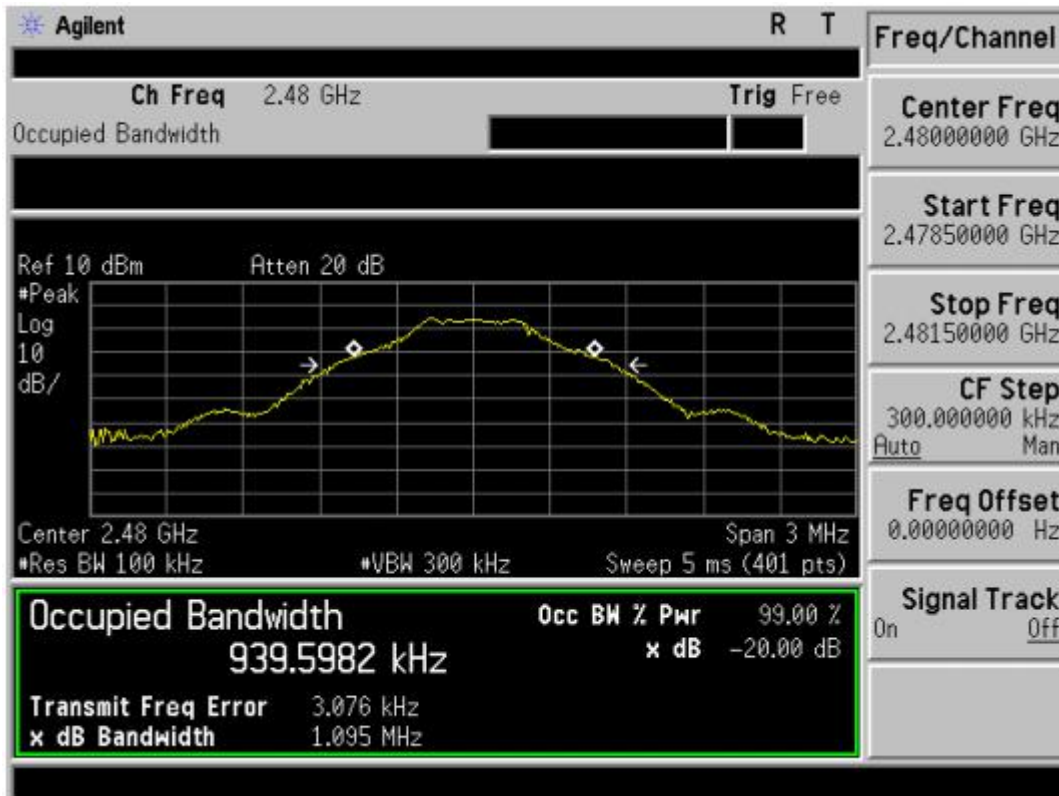 Agilent
R T
Ch Freq 2.48 GHz
Trig Free
Occupied Bandwidth
Ref 10 dBm
Atten 20 dB
#Peak
Log
10
dB/
Center 2.48 GHz
Span 3 MHz
#Res BW 100 kHz
#VBW 300 kHz
Sweep 5 ms (401 pts)
Occupied Bandwidth
939.5982 kHz
Occ BW % Pwr 99.00 %
x dB -20.00 dB
Transmit Freq Error 3.076 kHz
x dB Bandwidth 1.095 MHz
Freq/Channel
Center Freq
2.48000000 GHz
Start Freq
2.47850000 GHz
Stop Freq
2.48150000 GHz
CF Step
300.000000 kHz
Auto Man
Freq Offset
0.00000000 Hz
Signal Track
On Off